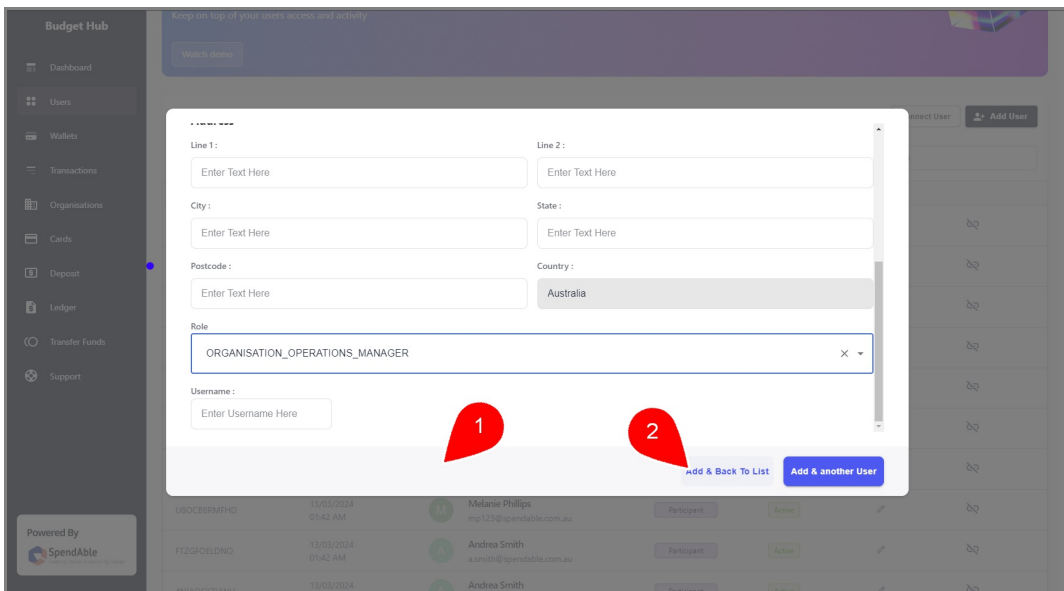 Keep on top of your users access and activity
Budget Hub
Watch demo
Dashboard
Users
Wallets
Transactions
Organisations
Cards
Deposit
Ledger
Transfer Funds
Support
Powered By
SpendAble
Add User
Address
Line 1 :
Line 2 :
Enter Text Here
Enter Text Here
City :
State :
Enter Text Here
Enter Text Here
Postcode :
Country :
Enter Text Here
Australia
Role
ORGANISATION_OPERATIONS_MANAGER
Username :
Enter Username Here
1
2
Add & Back To List
Add & another User
13/03/2024
01:42 AM
M
Melanie Phillips
mp123@spendable.com.au
Participant
Active
FTZGFOELDNO
13/03/2024
01:42 AM
A
Andrea Smith
a.smith@spendable.com.au
Participant
Active
13/03/2024
Andrea Smith